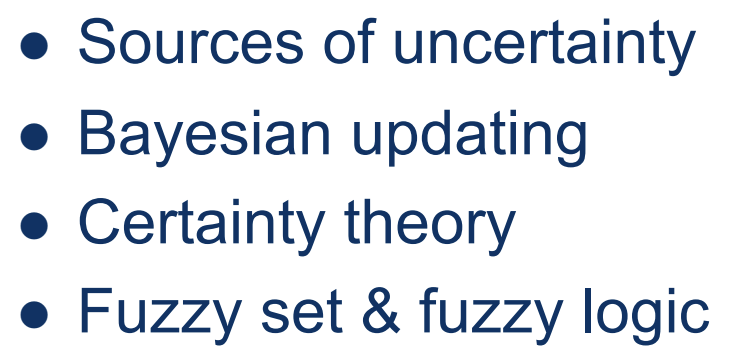 ● Sources of uncertainty
● Bayesian updating
● Certainty theory
● Fuzzy set & fuzzy logic